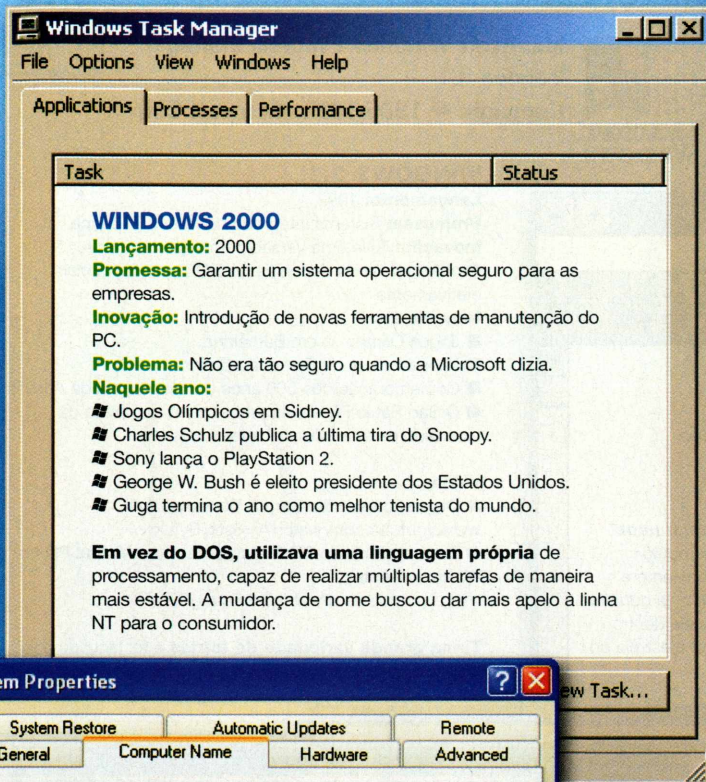 Windows Task Manager
File Options View Windows Help
Applications Processes Performance
Task Status
WINDOWS 2000
Lançamento: 2000
Promessa: Garantir um sistema operacional seguro para as
empresas.
Inovação: Introdução de novas ferramentas de manutenção do
PC.
Problema: Não era tão seguro quando a Microsoft dizia.
Naquele ano:
Jogos Olímpicos em Sidney.
Charles Schulz publica a última tira do Snoopy.
Sony lança o PlayStation 2.
George W. Bush é eleito presidente dos Estados Unidos.
Guga termina o ano como melhor tenista do mundo.
Em vez do DOS, utilizava uma linguagem própria de
processamento, capaz de realizar múltiplas tarefas de maneira
mais estável. A mudança de nome buscou dar mais apelo à linha
NT para o consumidor.
Task...
Properties
System Restore Automatic Updates Remote
General Computer Name Hardware Advanced